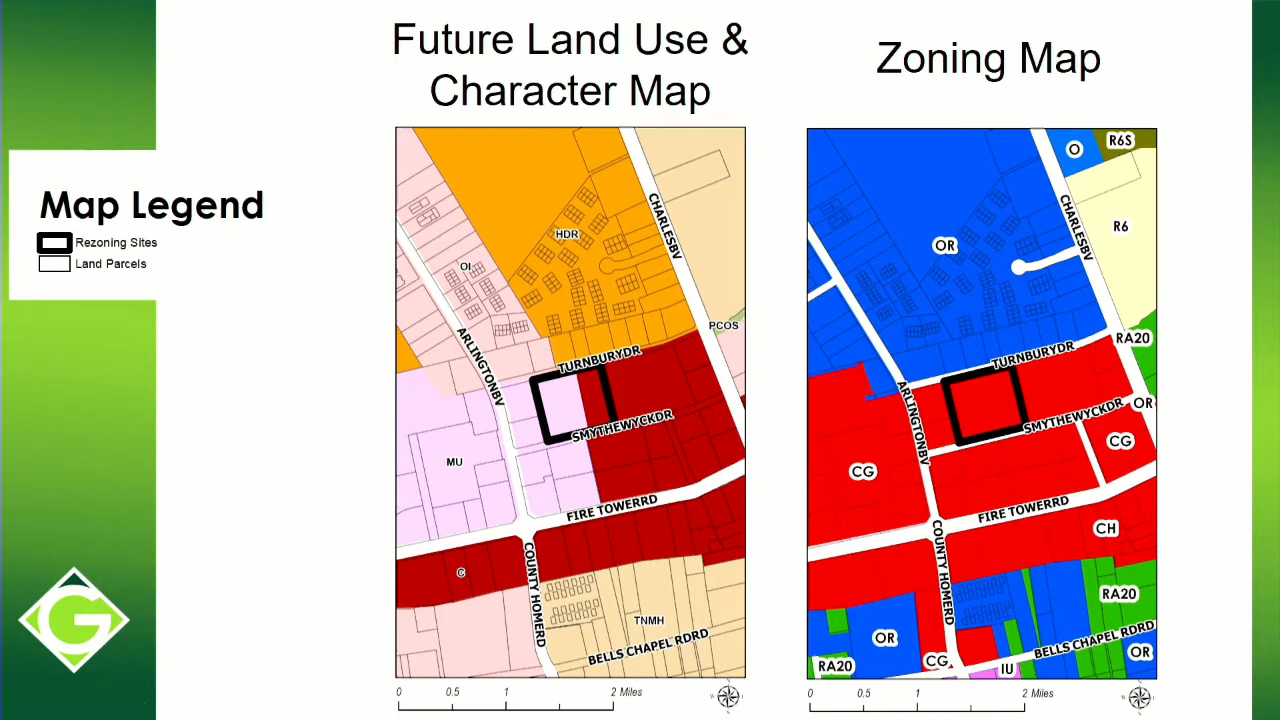 Future Land Use &
Character Map
Zoning Map
Map Legend
Rezoning Sites
Land Parcels
HDR
OI
CHARLESBV
PCOS
ARLINGTONBV
TURNBURYDR
SMYTHEWYCKDR
MU
FIRE TOWERRD
C
COUNTY HOMERD
TNMH
BELLS CHAPEL RDRD
0 0.5 1 2 Miles
O
R6S
CHARLESBV
R6
OR
RA20
TURNBURYDR
ARLINGTONBV
SMYTHEWYCKDR
OR
CG
CG
FIRE TOWERRD
CH
COUNTY HOMERD
RA20
OR
BELLS CHAPEL RDRD
OR
RA20
CG
IU
0 0.5 1 2 Miles
G